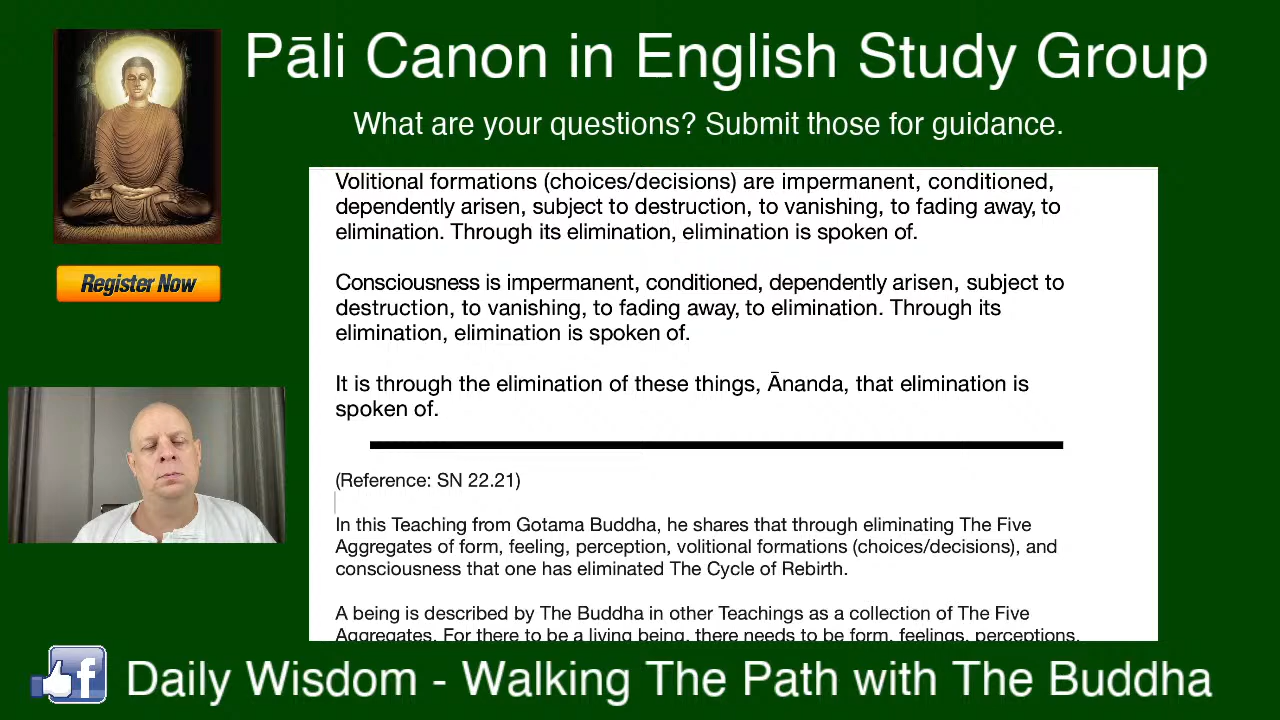 Pāli Canon in English Study Group
What are your questions? Submit those for guidance.
Register Now
Volitional formations (choices/decisions) are impermanent, conditioned,
dependently arisen, subject to destruction, to vanishing, to fading away, to
elimination. Through its elimination, elimination is spoken of.
Consciousness is impermanent, conditioned, dependently arisen, subject to
destruction, to vanishing, to fading away, to elimination. Through its
elimination, elimination is spoken of.
It is through the elimination of these things, Ānanda, that elimination is
spoken of.
(Reference: SN 22.21)
In this Teaching from Gotama Buddha, he shares that through eliminating The Five
Aggregates of form, feeling, perception, volitional formations (choices/decisions), and
consciousness that one has eliminated The Cycle of Rebirth.
A being is described by The Buddha in other Teachings as a collection of The Five
Aggregates. For there to be a living being, there needs to be form, feelings, perceptions,
f
Daily Wisdom - Walking The Path with The Buddha